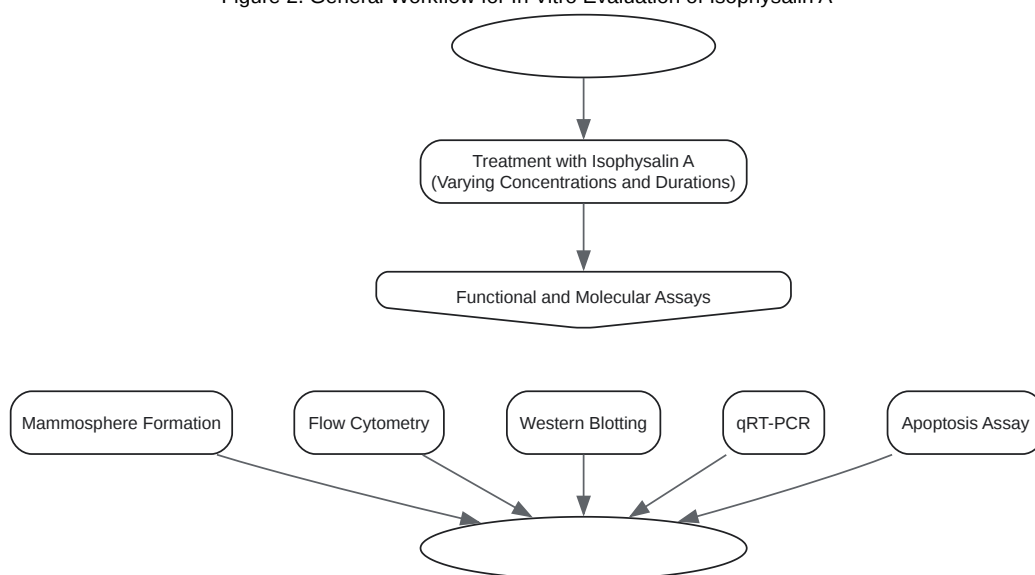 Figure 2. General Workflow for In Vitro Evaluation of Isophysalin A
Treatment with Isophysalin A
(Varying Concentrations and Durations)
Functional and Molecular Assays
Mammosphere Formation
Flow Cytometry
Western Blotting
qRT-PCR
Apoptosis Assay